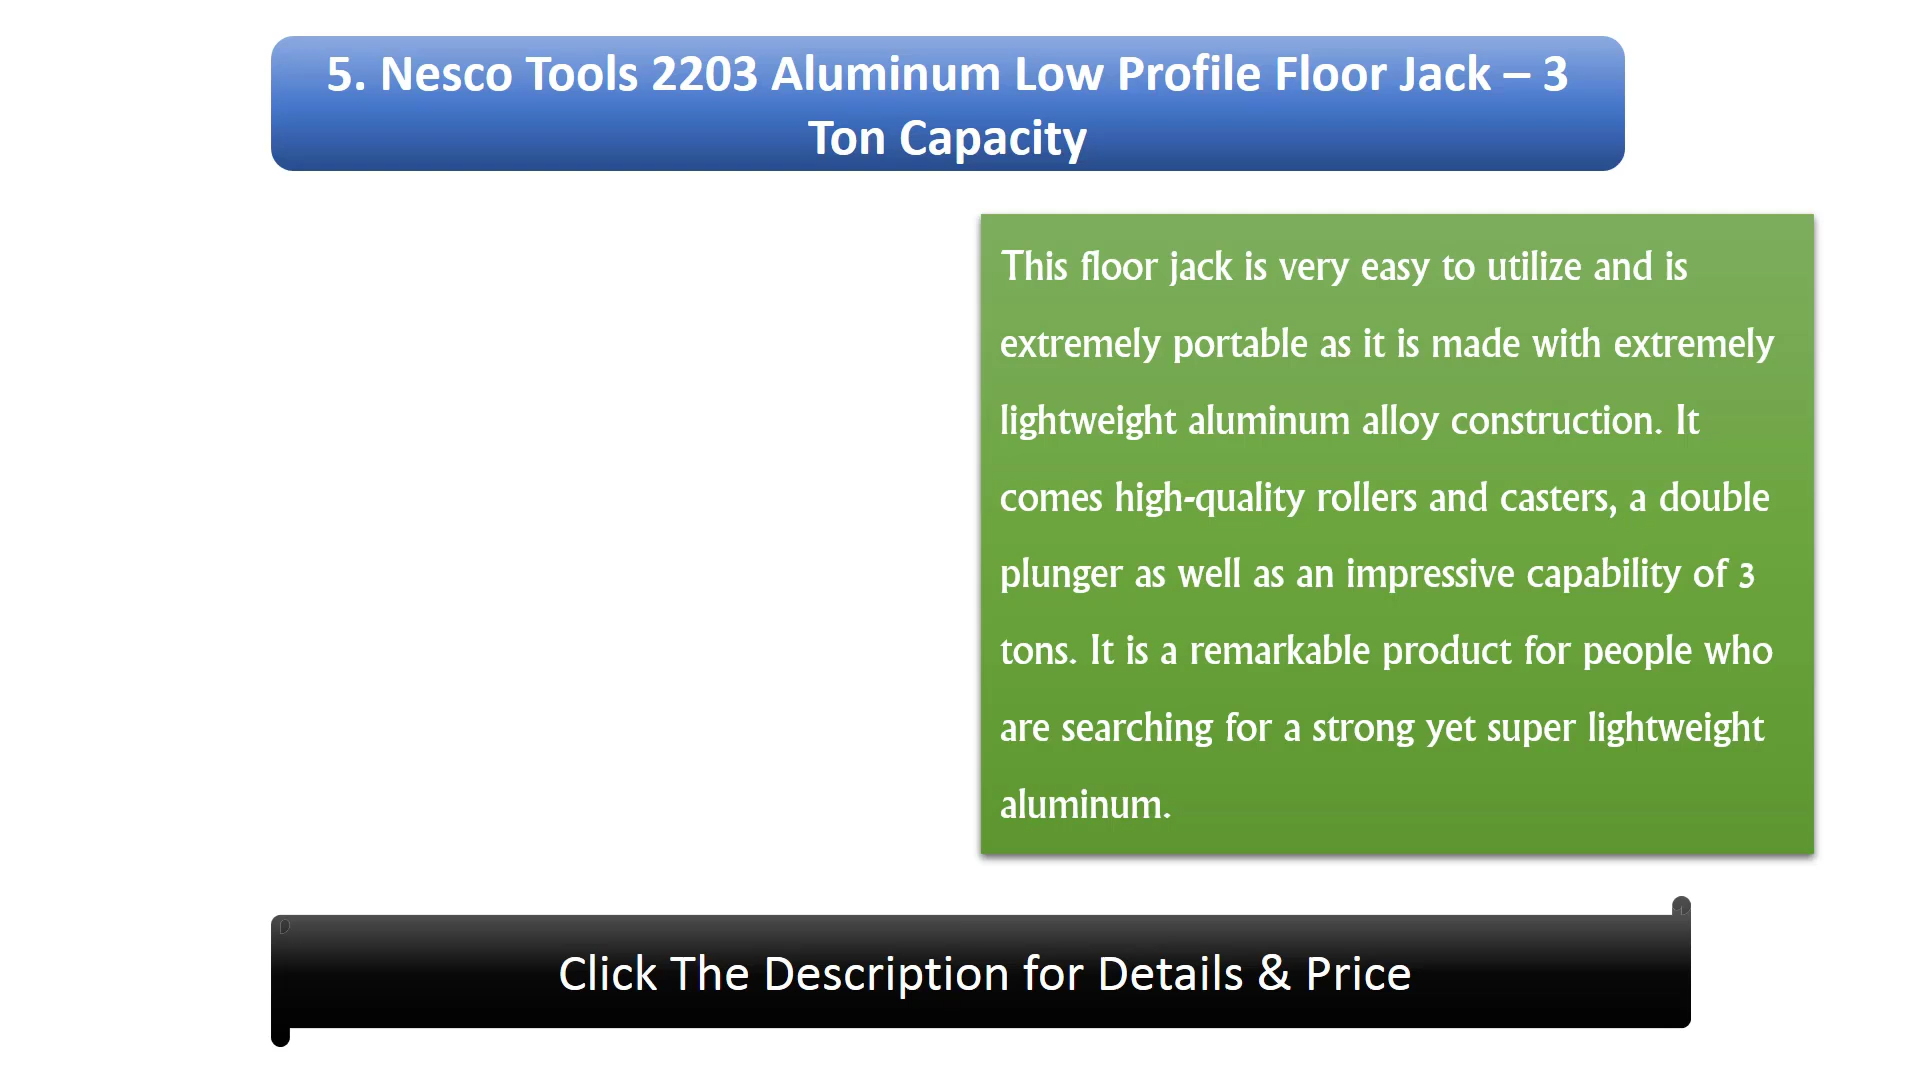 5. Nesco Tools 2203 Aluminum Low Profile Floor Jack – 3
Ton Capacity
This floor jack is very easy to utilize and is
extremely portable as it is made with extremely
lightweight aluminum alloy construction. It
comes high-quality rollers and casters, a double
plunger as well as an impressive capability of 3
tons. It is a remarkable product for people who
are searching for a strong yet super lightweight
aluminum.
Click The Description for Details & Price